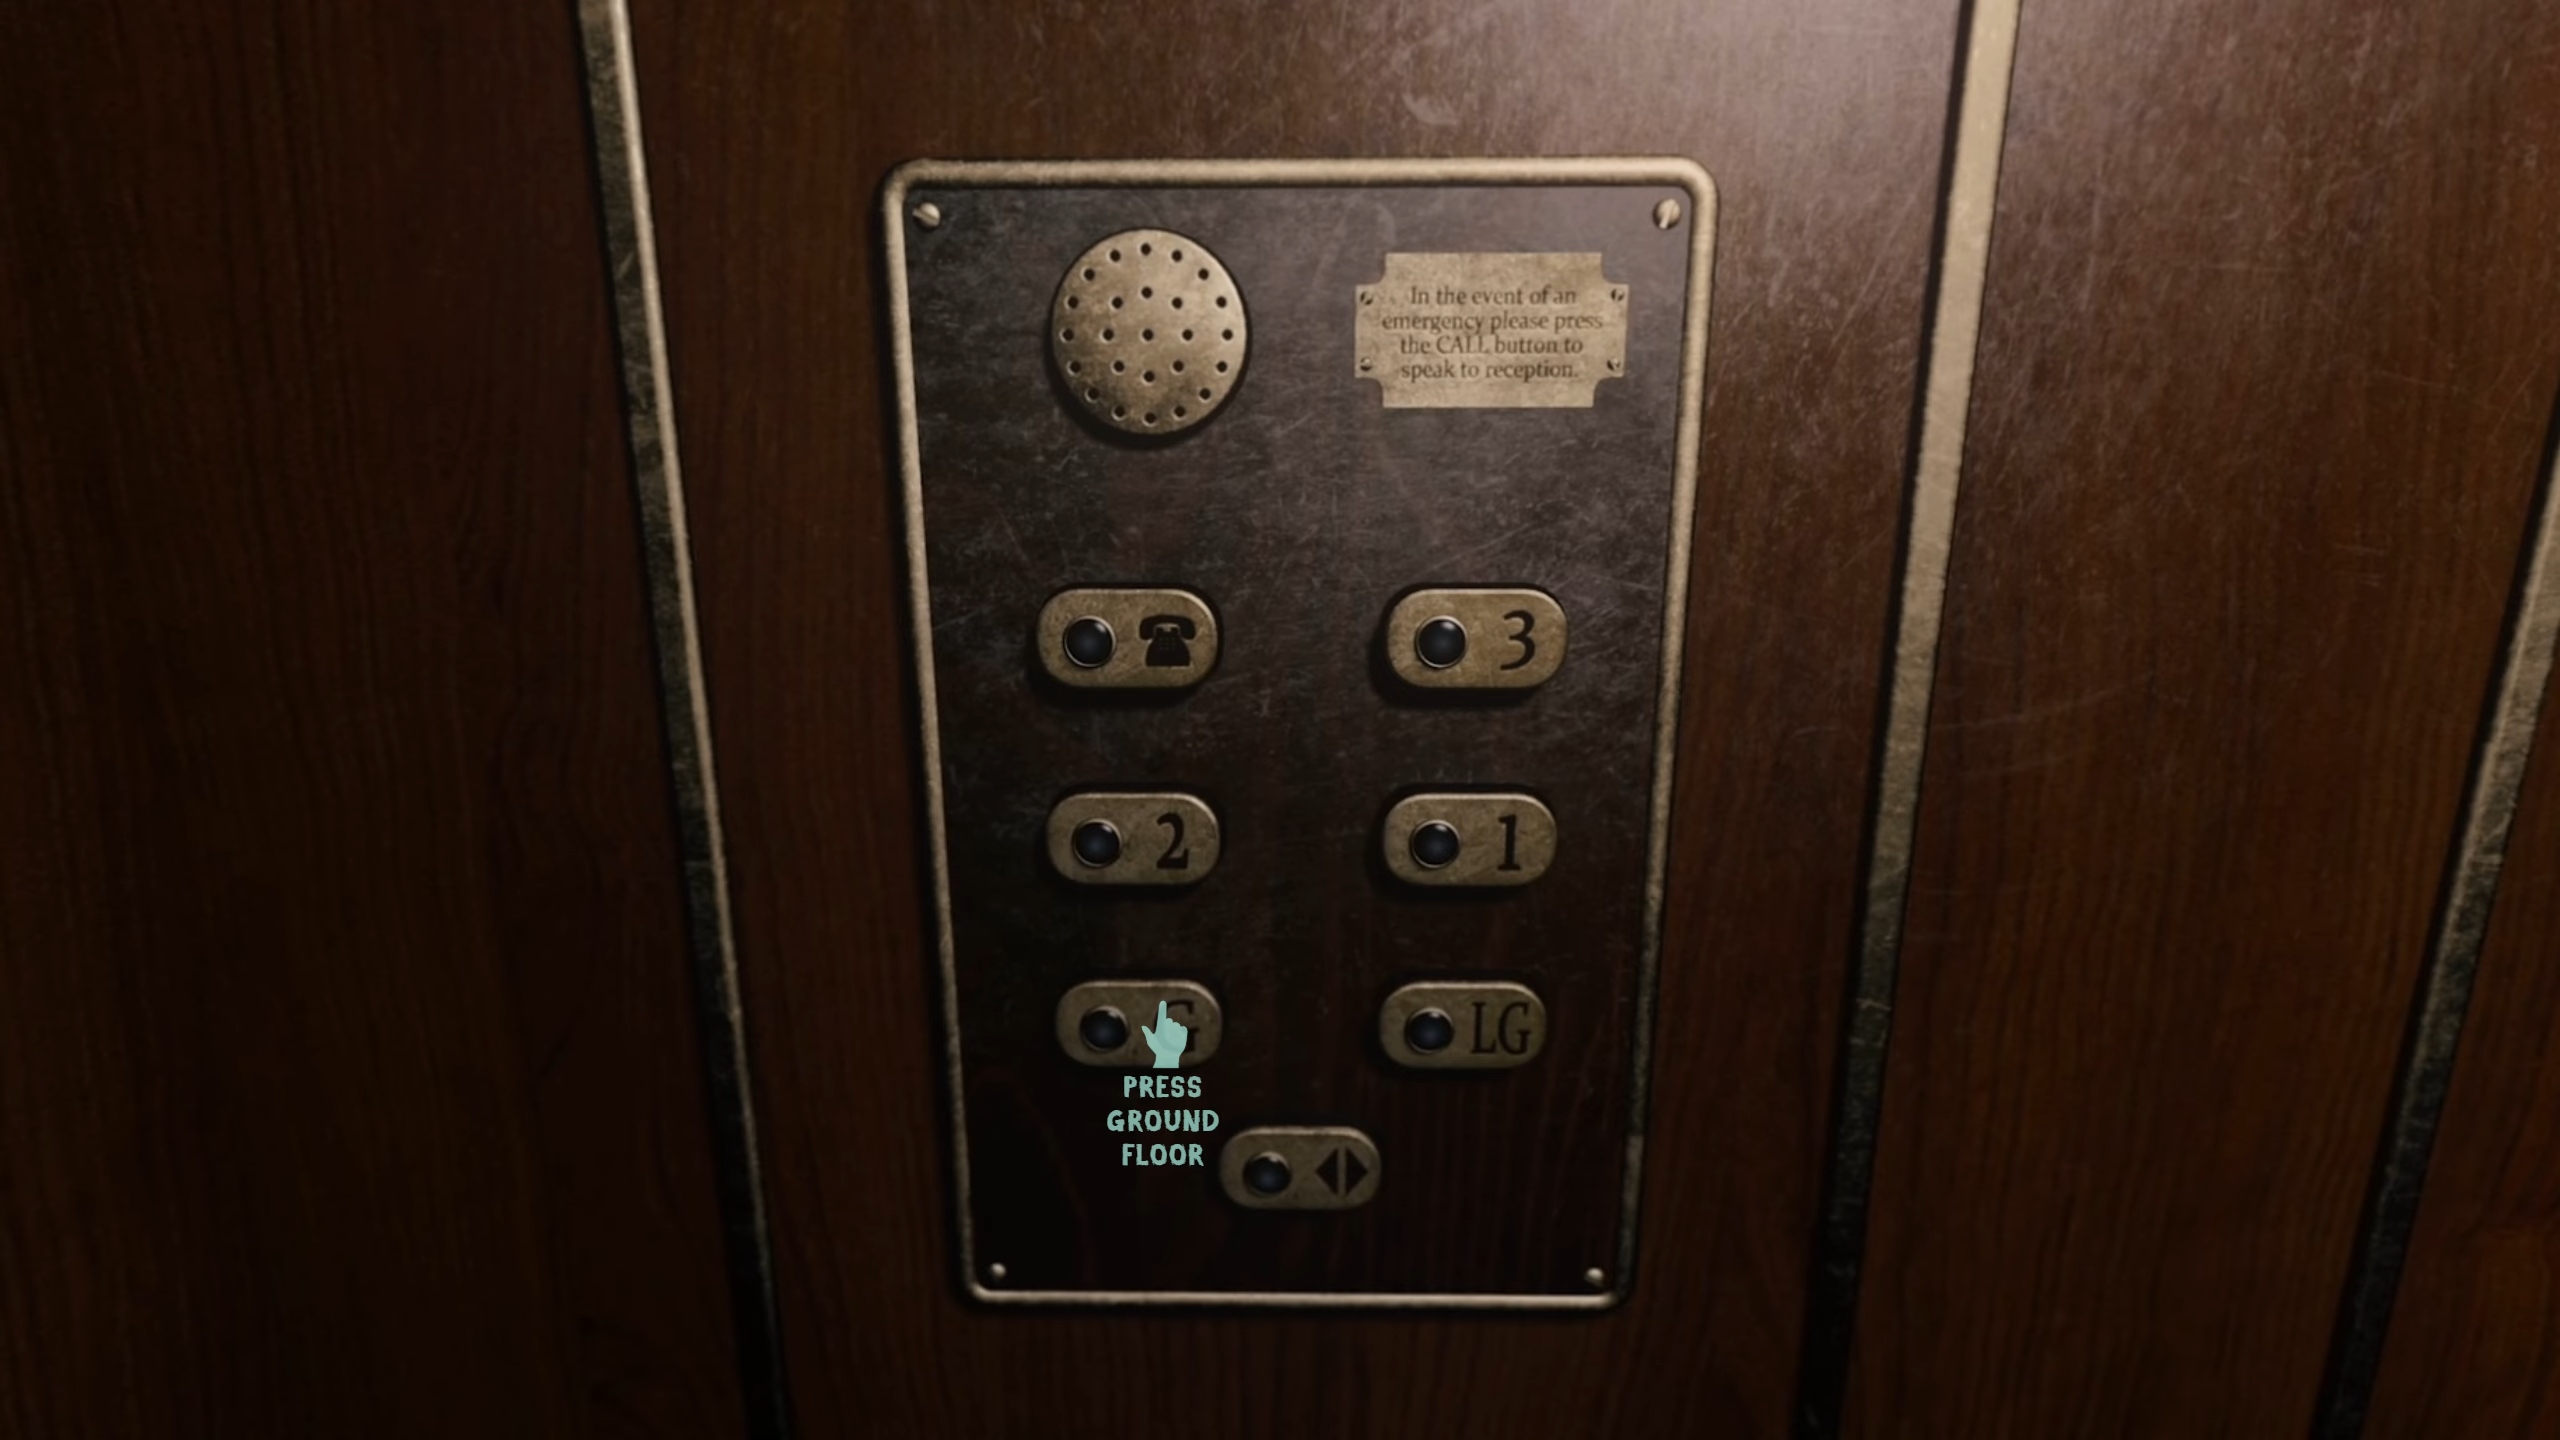 In the event of an
emergency please press
the CALL button to
speak to reception.
3
2
1
G
LG
PRESS
GROUND
FLOOR